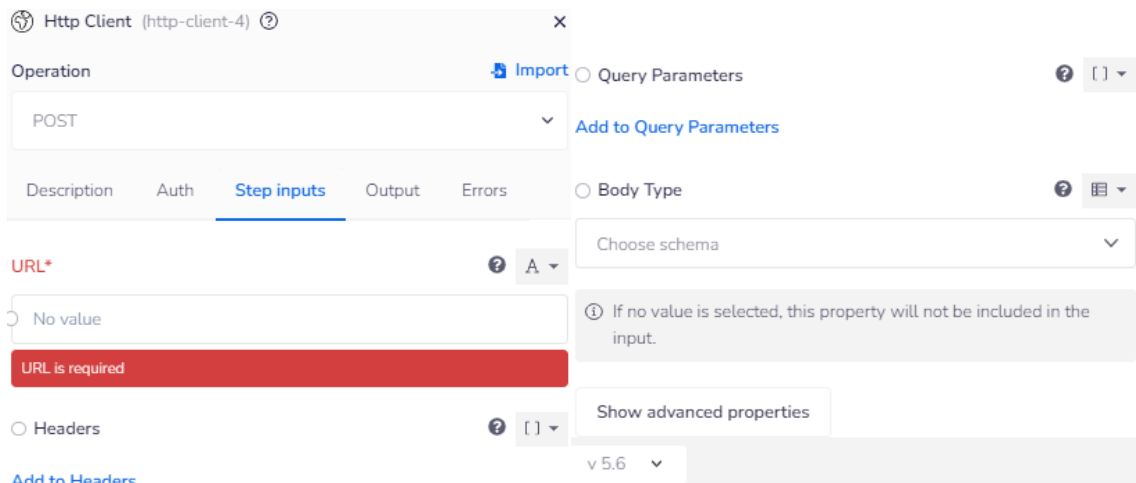 Http Client (http-client-4)
Operation
Import
POST
Description Auth Step inputs Output Errors
URL*
A
No value
URL is required
Headers
[ ]
Add to Headers
Query Parameters
[ ]
Add to Query Parameters
Body Type
Choose schema
If no value is selected, this property will not be included in the
input.
Show advanced properties
v 5.6